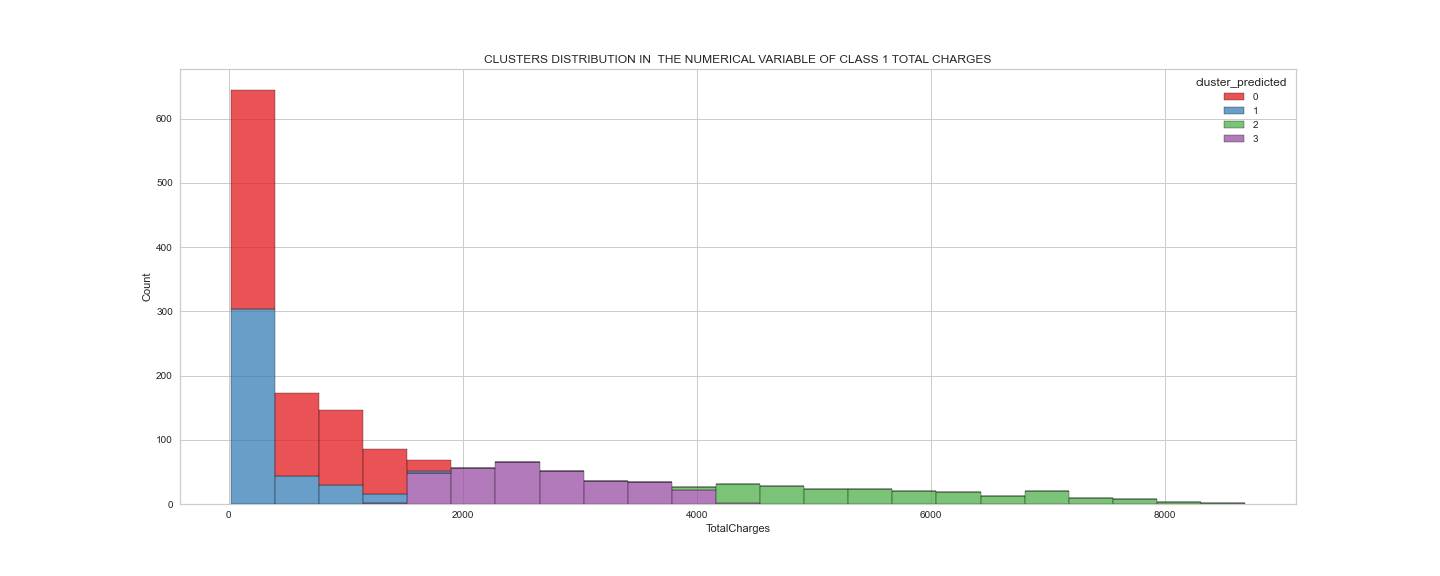 CLUSTERS DISTRIBUTION IN  THE NUMERICAL VARIABLE OF CLASS 1 TOTAL CHARGES
cluster_predicted
0
1
2
3
600
500
400
300
200
100
0
Count
0 2000 4000 6000 8000
TotalCharges